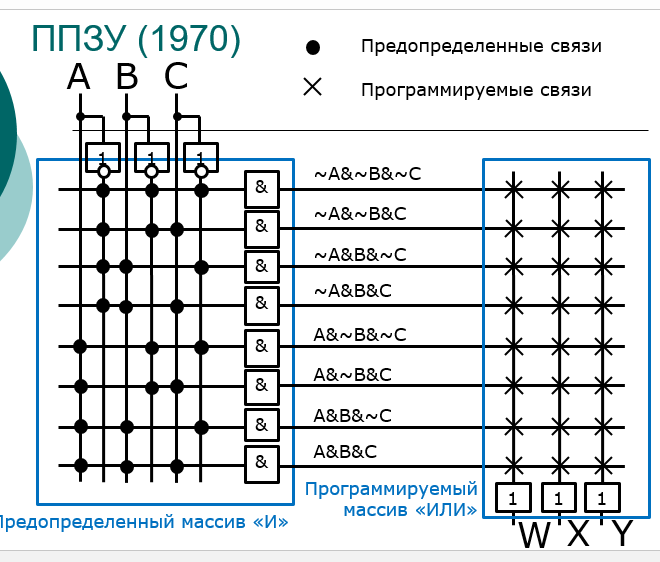 ППЗУ (1970)
Предопределенные связи
Программируемые связи
A B C
1 1 1
& ~A&~B&~C
& ~A&~B&C
& ~A&B&~C
& ~A&B&C
& A&~B&~C
& A&~B&C
& A&B&~C
& A&B&C
Программируемый
массив «ИЛИ»
1 1 1
Предопределенный массив «И»
W X Y